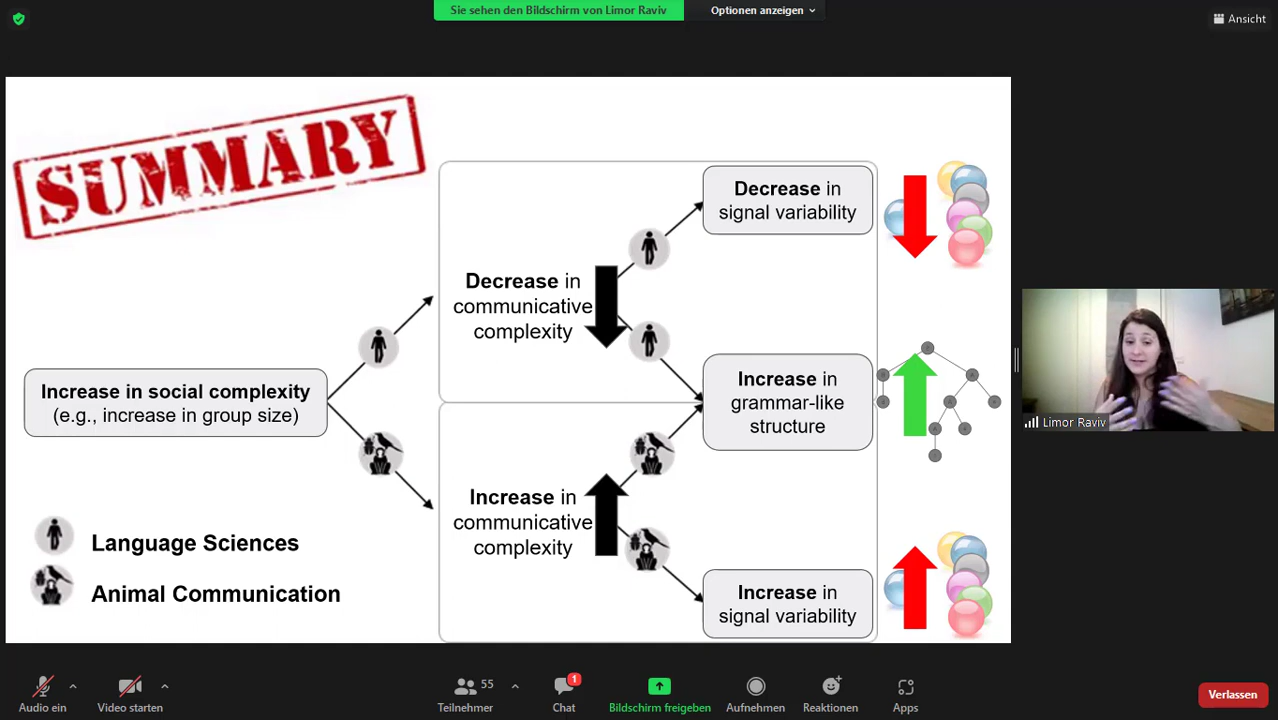 Sie sehen den Bildschirm von Limor Raviv
Optionen anzeigen
Ansicht
SUMMARY
Decrease in
signal variability
Decrease in
communicative
complexity
Increase in social complexity
(e.g., increase in group size)
Increase in
grammar-like
structure
Increase in
communicative
complexity
Increase in
signal variability
Language Sciences
Animal Communication
Limor Raviv
Audio ein
Video starten
55
Teilnehmer
1
Chat
Bildschirm freigeben
Aufnehmen
Reaktionen
Apps
Verlassen